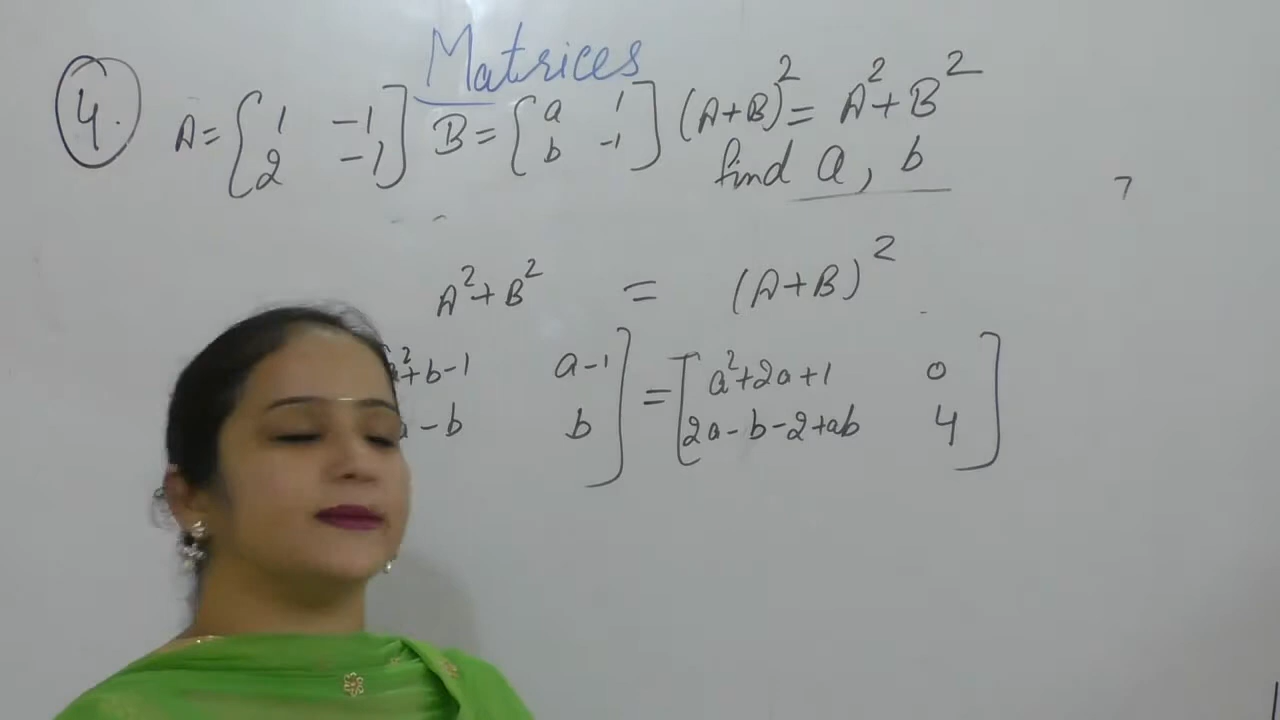 Matrices
4. A = [1 -1] B = [a 1] (A+B)² = A² + B²
2 -1 b -1 find a, b
A² + B² = (A+B)²
²+b-1 a-1] = [a²+2a+1 0]
-b b 2a-b-2+ab 4